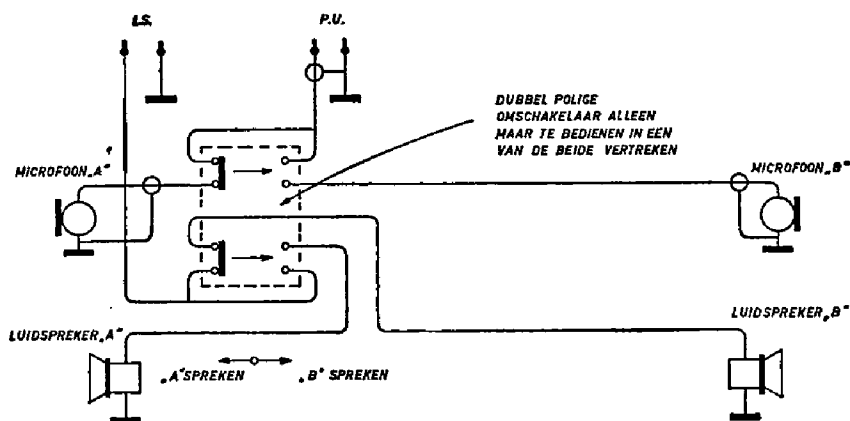 LS.
P.U.
DUBBEL POLIGE
OMSCHAKELAAR ALLEEN
MAAR TE BEDIENEN IN EEN
VAN DE BEIDE VERTREKEN
MICROFOON „A"
MICROFOON „B"
LUIDSPREKER „A"
LUIDSPREKER „B"
„A" SPREKEN
„B" SPREKEN